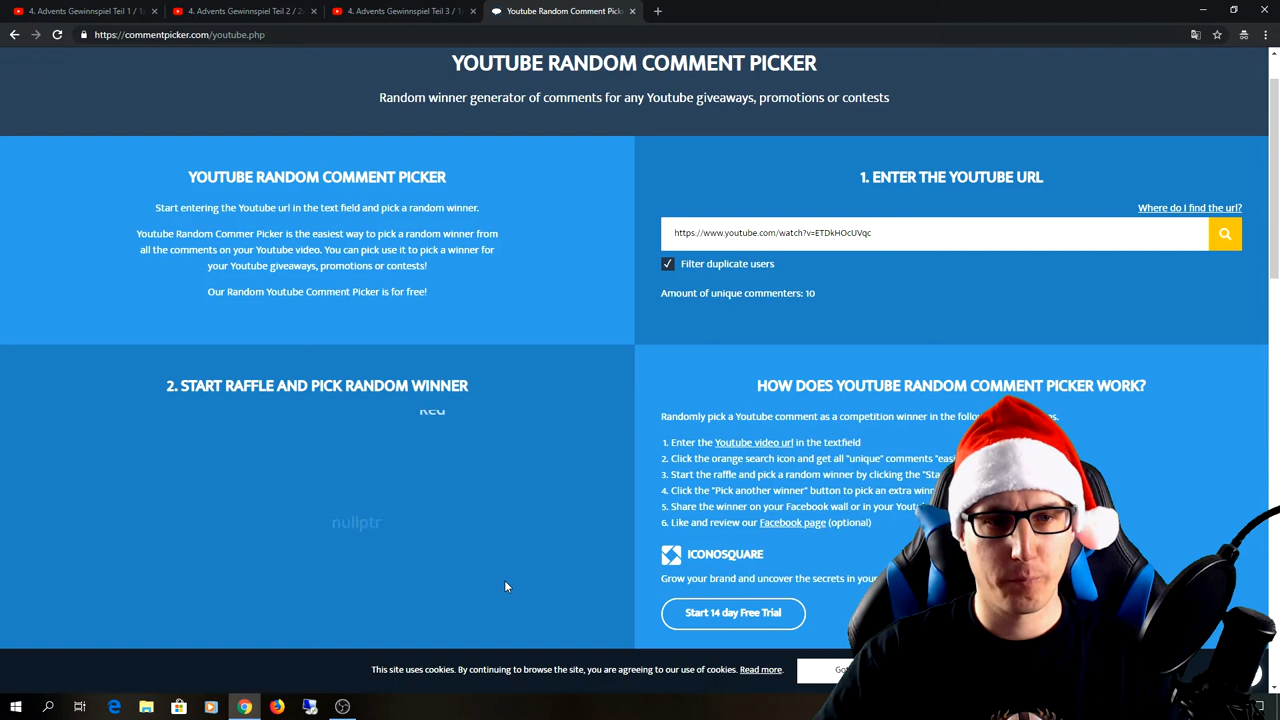 4. Advents Gewinnspiel Teil 1 / 1
4. Advents Gewinnspiel Teil 2 / 2
4. Advents Gewinnspiel Teil 3 / 1
Youtube Random Comment Pick
https://commentpicker.com/youtube.php
YOUTUBE RANDOM COMMENT PICKER
Random winner generator of comments for any Youtube giveaways, promotions or contests
YOUTUBE RANDOM COMMENT PICKER
Start entering the Youtube url in the text field and pick a random winner.
Youtube Random Commer Picker is the easiest way to pick a random winner from
all the comments on your Youtube video. You can pick use it to pick a winner for
your Youtube giveaways, promotions or contests!
Our Random Youtube Comment Picker is for free!
1. ENTER THE YOUTUBE URL
Where do I find the url?
https://www.youtube.com/watch?v=ETDkHOcUVqc
Filter duplicate users
Amount of unique commenters: 10
2. START RAFFLE AND PICK RANDOM WINNER
Red
nullptr
HOW DOES YOUTUBE RANDOM COMMENT PICKER WORK?
Randomly pick a Youtube comment as a competition winner in the
1. Enter the Youtube video url in the textfield
2. Click the orange search icon and get all "unique" comments
3. Start the raffle and pick a random winner by clicking the
4. Click the "Pick another winner" button to pick an extra
5. Share the winner on your Facebook wall or in your
6. Like and review our Facebook page (optional)
ICONOSQUARE
Grow your brand and uncover the secrets in your
Start 14 day Free Trial
This site uses cookies. By continuing to browse the site, you are agreeing to our use of cookies. Read more.